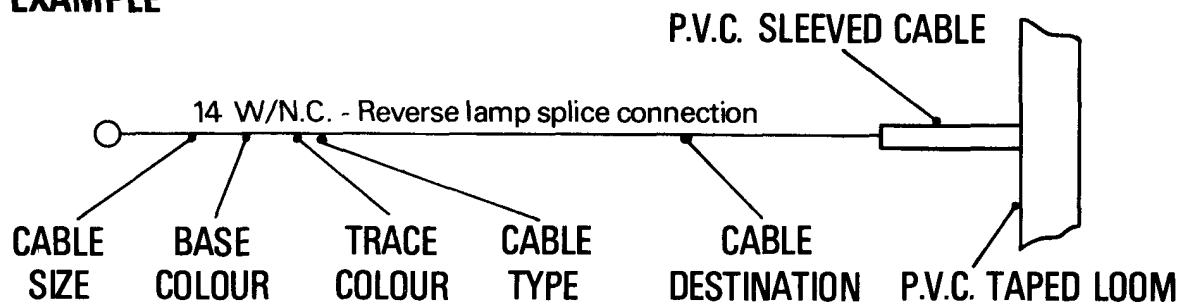 EXAMPLE
P.V.C. SLEEVED CABLE
14 W/N.C. - Reverse lamp splice connection
CABLE SIZE
BASE COLOUR
TRACE COLOUR
CABLE TYPE
CABLE DESTINATION
P.V.C. TAPED LOOM